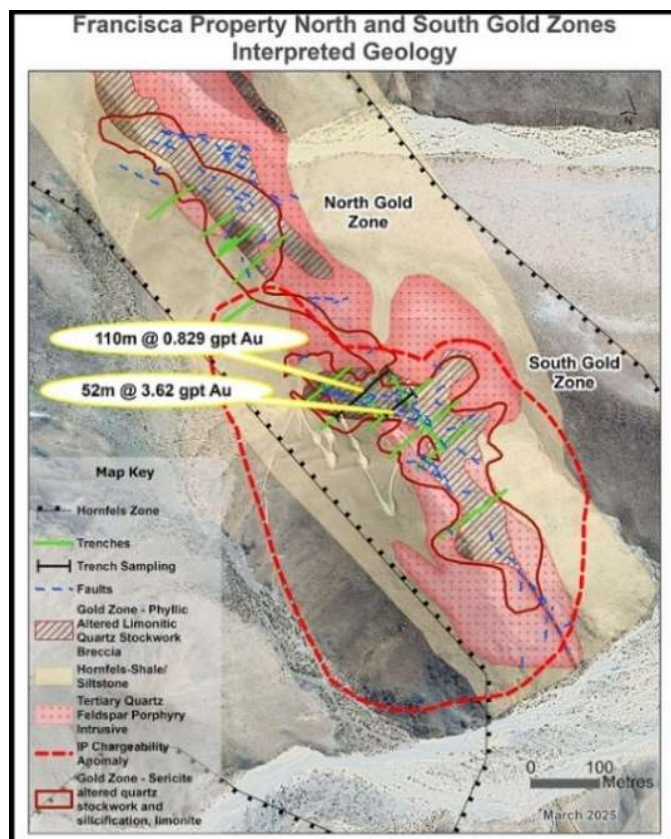 Francisca Property North and South Gold Zones
Interpreted Geology
North Gold
Zone
110m @ 0.829 gpt Au
South Gold
Zone
52m @ 3.62 gpt Au
Map Key
Hornfels Zone
Trenches
Trench Sampling
Faults
Gold Zone - Phyllic
Altered Limonitic
Quartz Stockwork
Breccia
Hornfels-Shale/
Siltstone
Tertiary Quartz
Feldspar Porphyry
Intrusive
IP Chargeability
Anomaly
Gold Zone - Sericite
altered quartz
stockwork and
silicification, limonite
0 100
Metres
March 2025